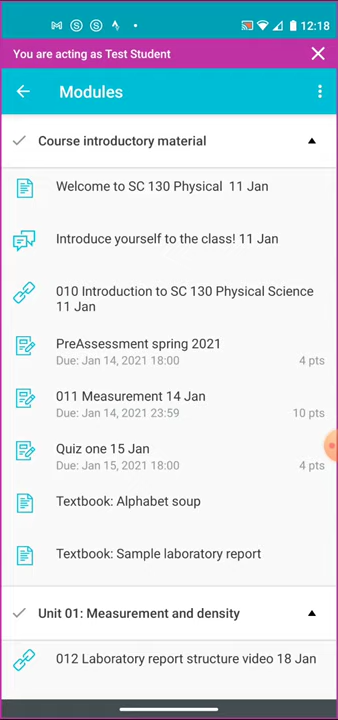 12:18
You are acting as Test Student
Modules
Course introductory material
Welcome to SC 130 Physical 11 Jan
Introduce yourself to the class! 11 Jan
010 Introduction to SC 130 Physical Science
11 Jan
PreAssessment spring 2021
Due: Jan 14, 2021 18:00 4 pts
011 Measurement 14 Jan
Due: Jan 14, 2021 23:59 10 pts
Quiz one 15 Jan
Due: Jan 15, 2021 18:00 4 pts
Textbook: Alphabet soup
Textbook: Sample laboratory report
Unit 01: Measurement and density
012 Laboratory report structure video 18 Jan